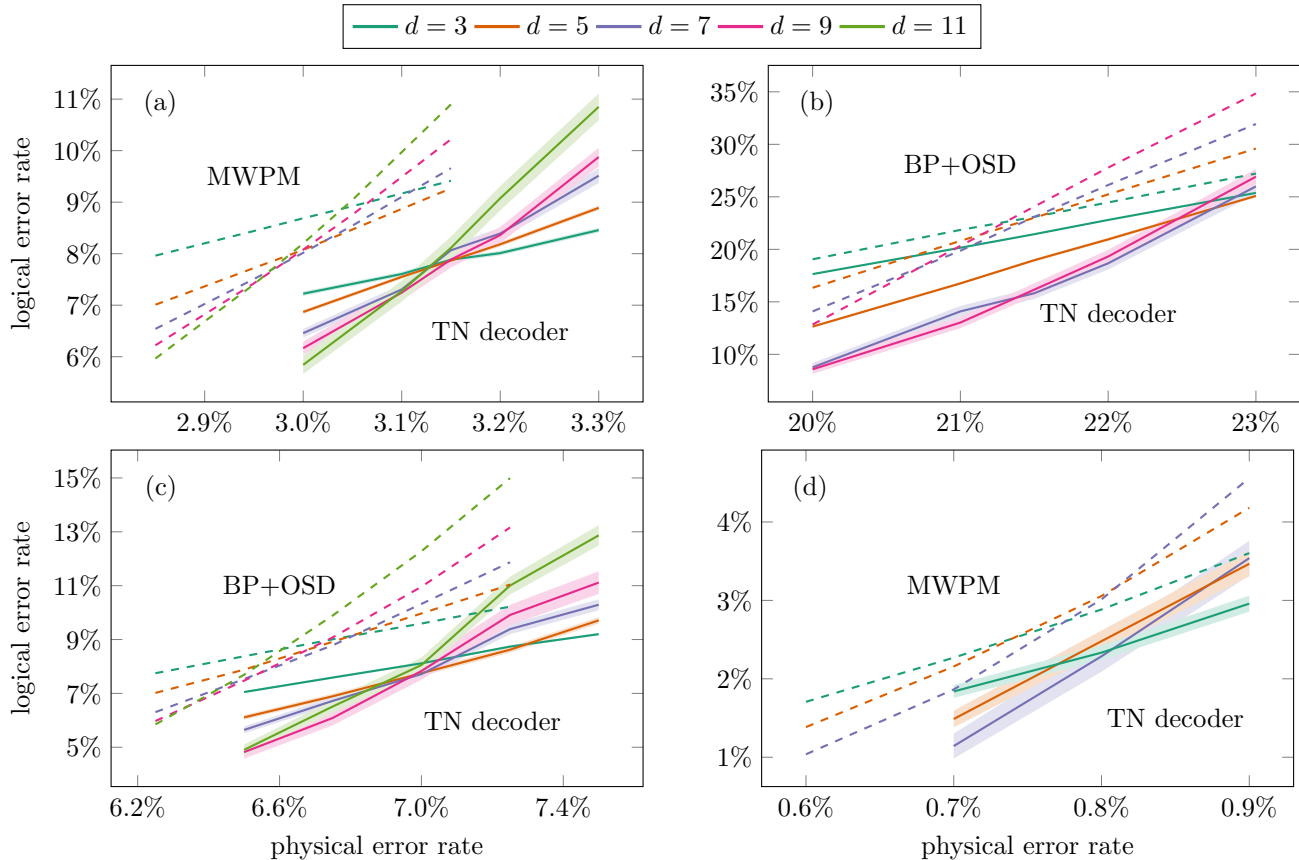 d = 3 d = 5 d = 7 d = 9 d = 11
(a)
MWPM
TN decoder
logical error rate
11%
10%
9%
8%
7%
6%
2.9% 3.0% 3.1% 3.2% 3.3%
(b)
BP+OSD
TN decoder
35%
30%
25%
20%
15%
10%
20% 21% 22% 23%
(c)
BP+OSD
TN decoder
logical error rate
15%
13%
11%
9%
7%
5%
6.2% 6.6% 7.0% 7.4%
physical error rate
(d)
MWPM
TN decoder
4%
3%
2%
1%
0.6% 0.7% 0.8% 0.9%
physical error rate